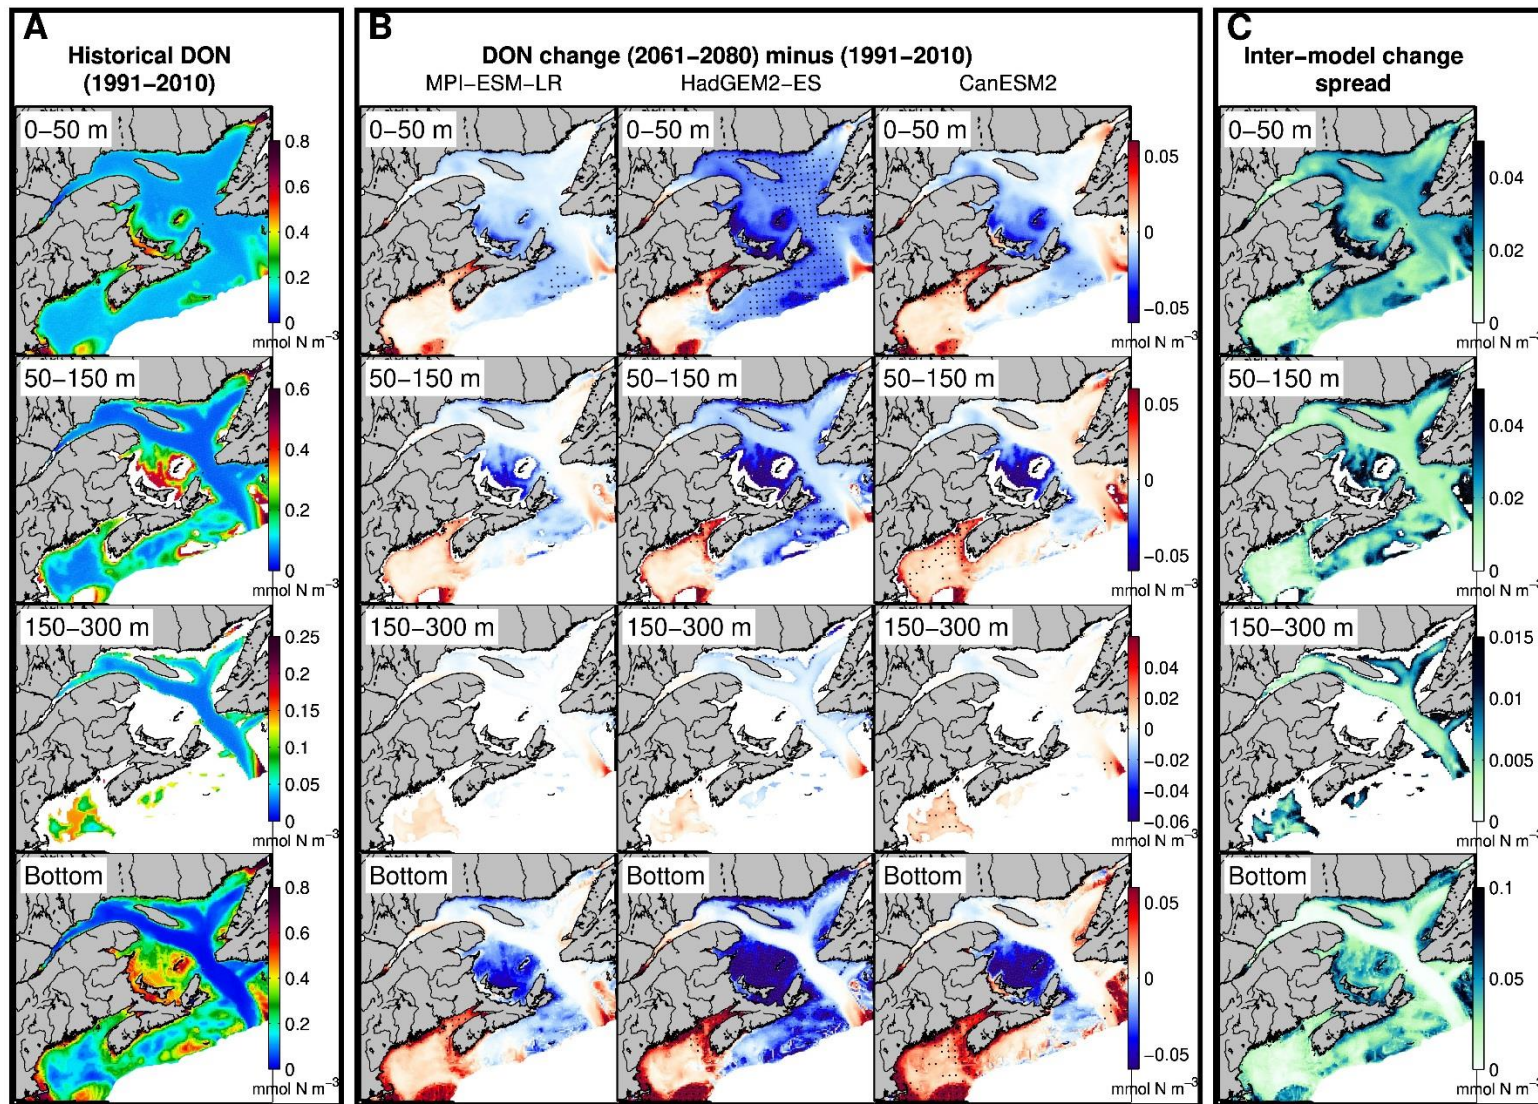 A
Historical DON
(1991–2010)
B
DON change (2061–2080) minus (1991–2010)
MPI–ESM–LR
HadGEM2–ES
CanESM2
C
Inter–model change
spread
0–50 m
0.8
0.6
0.4
0.2
0
mmol N m⁻³
0–50 m
0–50 m
0–50 m
0.05
0
−0.05
mmol N m⁻³
0–50 m
0.04
0.02
0
mmol N m⁻³
50–150 m
0.6
0.4
0.2
0
mmol N m⁻³
50–150 m
50–150 m
50–150 m
0.05
0
−0.05
mmol N m⁻³
50–150 m
0.04
0.02
0
mmol N m⁻³
150–300 m
0.25
0.2
0.15
0.1
0.05
0
mmol N m⁻³
150–300 m
150–300 m
150–300 m
0.04
0.02
0
−0.02
−0.04
−0.06
mmol N m⁻³
150–300 m
0.015
0.01
0.005
0
mmol N m⁻³
Bottom
0.8
0.6
0.4
0.2
0
mmol N m⁻³
Bottom
Bottom
Bottom
0.05
0
−0.05
mmol N m⁻³
Bottom
0.1
0.05
0
mmol N m⁻³